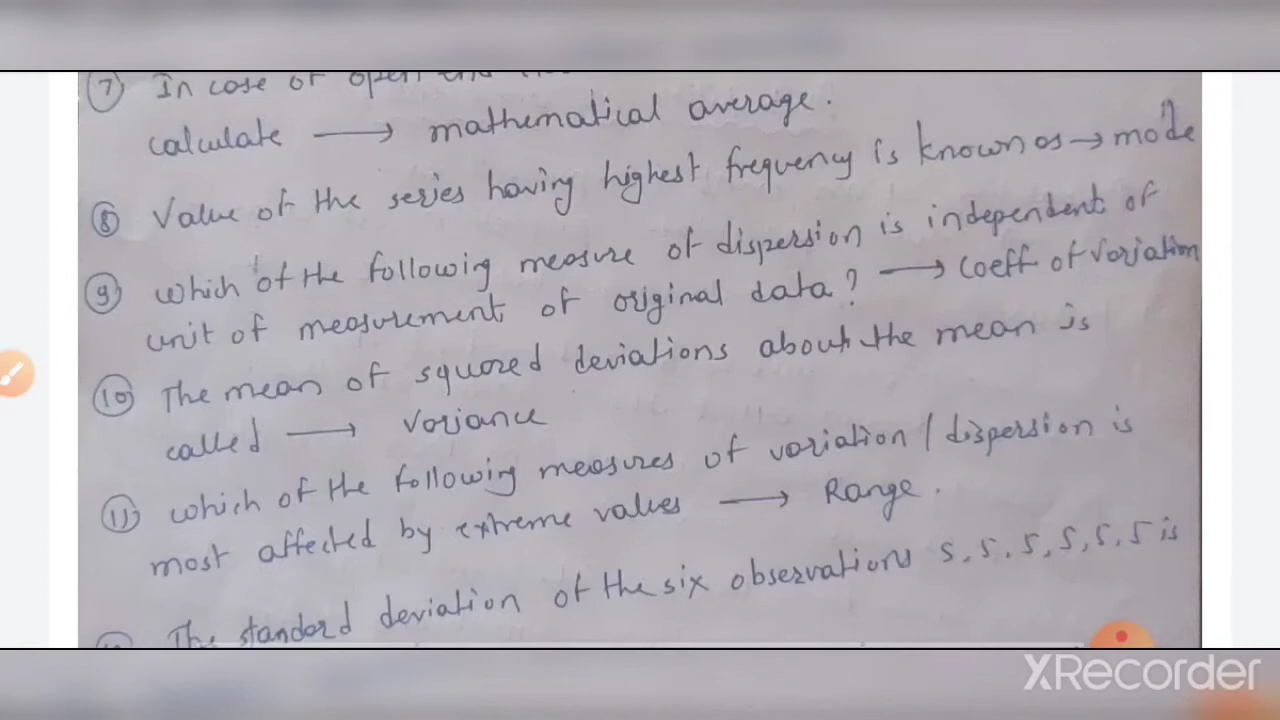 ⑦ In case of open
calculate → mathematical average.
⑧ Value of the series having highest frequency is known as → mode
⑨ which of the following measure of dispersion is independent of
unit of measurement of original data? → coeff of variation
⑩ The mean of squared deviations about the mean is
called → variance
⑪ which of the following measures of variation / dispersion is
most affected by extreme values → Range.
The standard deviation of the six observations 5, 5, 5, 5, 5, 5 is
XRecorder